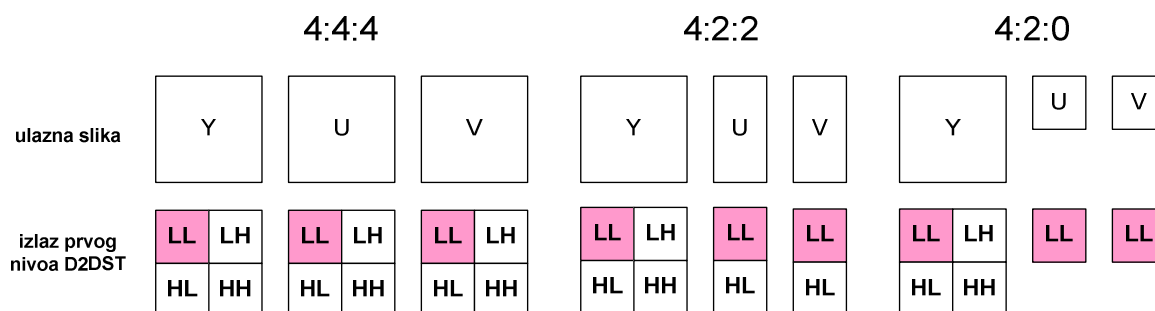 4:4:4 4:2:2 4:2:0
ulazna slika Y U V Y U V Y U V
izlaz prvog
nivoa D2DST
LL LH LL LH LL LH LL LH LL LL LL LH LL LL
HL HH HL HH HL HH HL HH HL HL HL HH